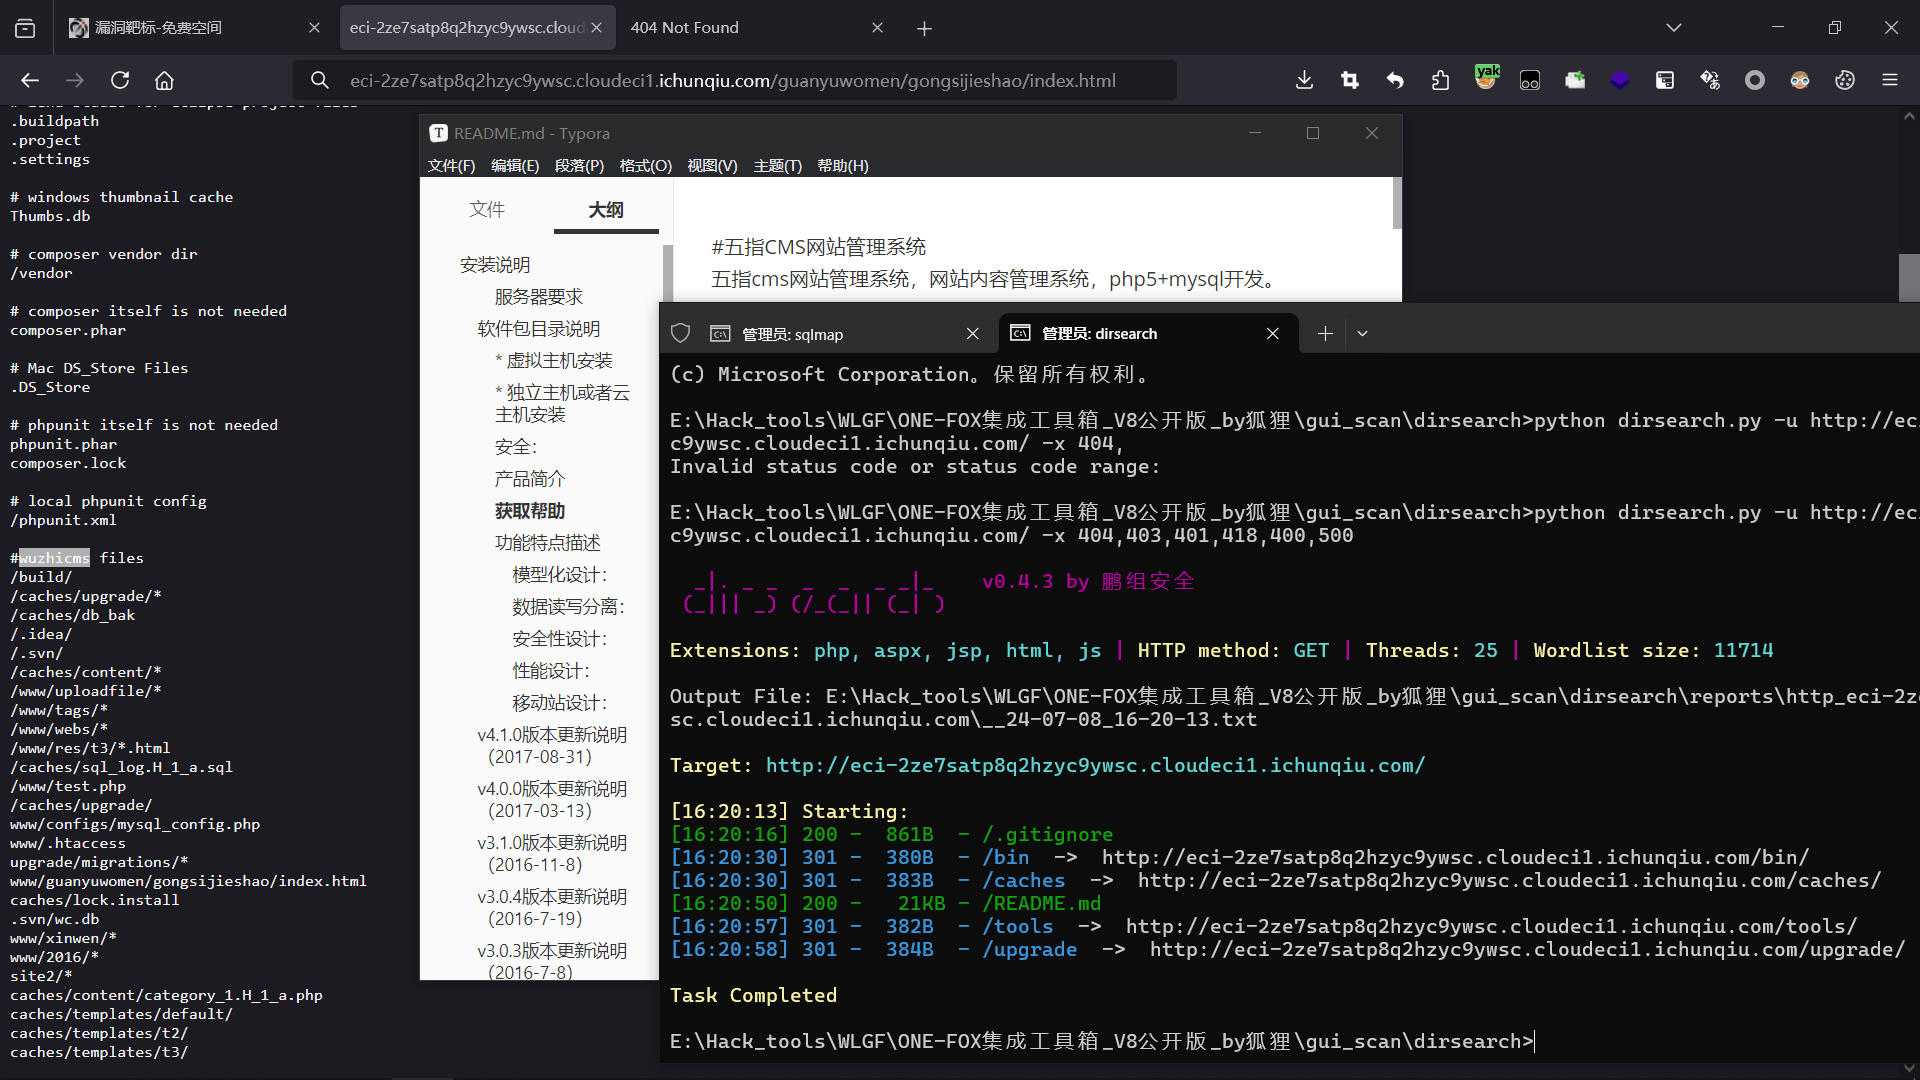 漏洞靶标-免费空间
eci-2ze7satp8q2hzyc9ywsc.cloud
404 Not Found
eci-2ze7satp8q2hzyc9ywsc.cloudeci1.ichunqiu.com/guanyuwomen/gongsijieshao/index.html
yak
.buildpath
.project
.settings
# windows thumbnail cache
Thumbs.db
# composer vendor dir
/vendor
# composer itself is not needed
composer.phar
# Mac DS_Store Files
.DS_Store
# phpunit itself is not needed
phpunit.phar
composer.lock
# local phpunit config
/phpunit.xml
#wuzhicms files
/build/
/caches/upgrade/*
/caches/db_bak
/.idea/
/.svn/
/caches/content/*
/www/uploadfile/*
/www/tags/*
/www/webs/*
/www/res/t3/*.html
/caches/sql_log.H_1_a.sql
/www/test.php
/caches/upgrade/
www/configs/mysql_config.php
www/.htaccess
upgrade/migrations/*
www/guanyuwomen/gongsijieshao/index.html
caches/lock.install
.svn/wc.db
www/xinwen/*
www/2016/*
site2/*
caches/content/category_1.H_1_a.php
caches/templates/default/
caches/templates/t2/
caches/templates/t3/
README.md - Typora
文件(F) 编辑(E) 段落(P) 格式(O) 视图(V) 主题(T) 帮助(H)
文件 大纲
安装说明
服务器要求
软件包目录说明
* 虚拟主机安装
* 独立主机或者云
主机安装
安全：
产品简介
获取帮助
功能特点描述
模型化设计：
数据读写分离：
安全性设计：
性能设计：
移动站设计：
v4.1.0版本更新说明
（2017-08-31）
v4.0.0版本更新说明
（2017-03-13）
v3.1.0版本更新说明
（2016-11-8）
v3.0.4版本更新说明
（2016-7-19）
v3.0.3版本更新说明
（2016-7-8）
#五指CMS网站管理系统
五指cms网站管理系统，网站内容管理系统，php5+mysql开发。
管理员: sqlmap
管理员: dirsearch
(c) Microsoft Corporation。保留所有权利。
E:\Hack_tools\WLGF\ONE-FOX集成工具箱_V8公开版_by狐狸\gui_scan\dirsearch>python dirsearch.py -u http://eci
c9ywsc.cloudeci1.ichunqiu.com/ -x 404,
Invalid status code or status code range:
E:\Hack_tools\WLGF\ONE-FOX集成工具箱_V8公开版_by狐狸\gui_scan\dirsearch>python dirsearch.py -u http://eci
c9ywsc.cloudeci1.ichunqiu.com/ -x 404,403,401,418,400,500
_|. _ _  _  _  _ _|_    v0.4.3 by 鹏组安全
(_||| _) (/_(_|| (_| )
Extensions: php, aspx, jsp, html, js | HTTP method: GET | Threads: 25 | Wordlist size: 11714
Output File: E:\Hack_tools\WLGF\ONE-FOX集成工具箱_V8公开版_by狐狸\gui_scan\dirsearch\reports\http_eci-2ze
sc.cloudeci1.ichunqiu.com\__24-07-08_16-20-13.txt
Target: http://eci-2ze7satp8q2hzyc9ywsc.cloudeci1.ichunqiu.com/
[16:20:13] Starting:
[16:20:16] 200 -  861B  - /.gitignore
[16:20:30] 301 -  380B  - /bin  ->  http://eci-2ze7satp8q2hzyc9ywsc.cloudeci1.ichunqiu.com/bin/
[16:20:30] 301 -  383B  - /caches  ->  http://eci-2ze7satp8q2hzyc9ywsc.cloudeci1.ichunqiu.com/caches/
[16:20:50] 200 -   21KB - /README.md
[16:20:57] 301 -  382B  - /tools  ->  http://eci-2ze7satp8q2hzyc9ywsc.cloudeci1.ichunqiu.com/tools/
[16:20:58] 301 -  384B  - /upgrade  ->  http://eci-2ze7satp8q2hzyc9ywsc.cloudeci1.ichunqiu.com/upgrade/
Task Completed
E:\Hack_tools\WLGF\ONE-FOX集成工具箱_V8公开版_by狐狸\gui_scan\dirsearch>